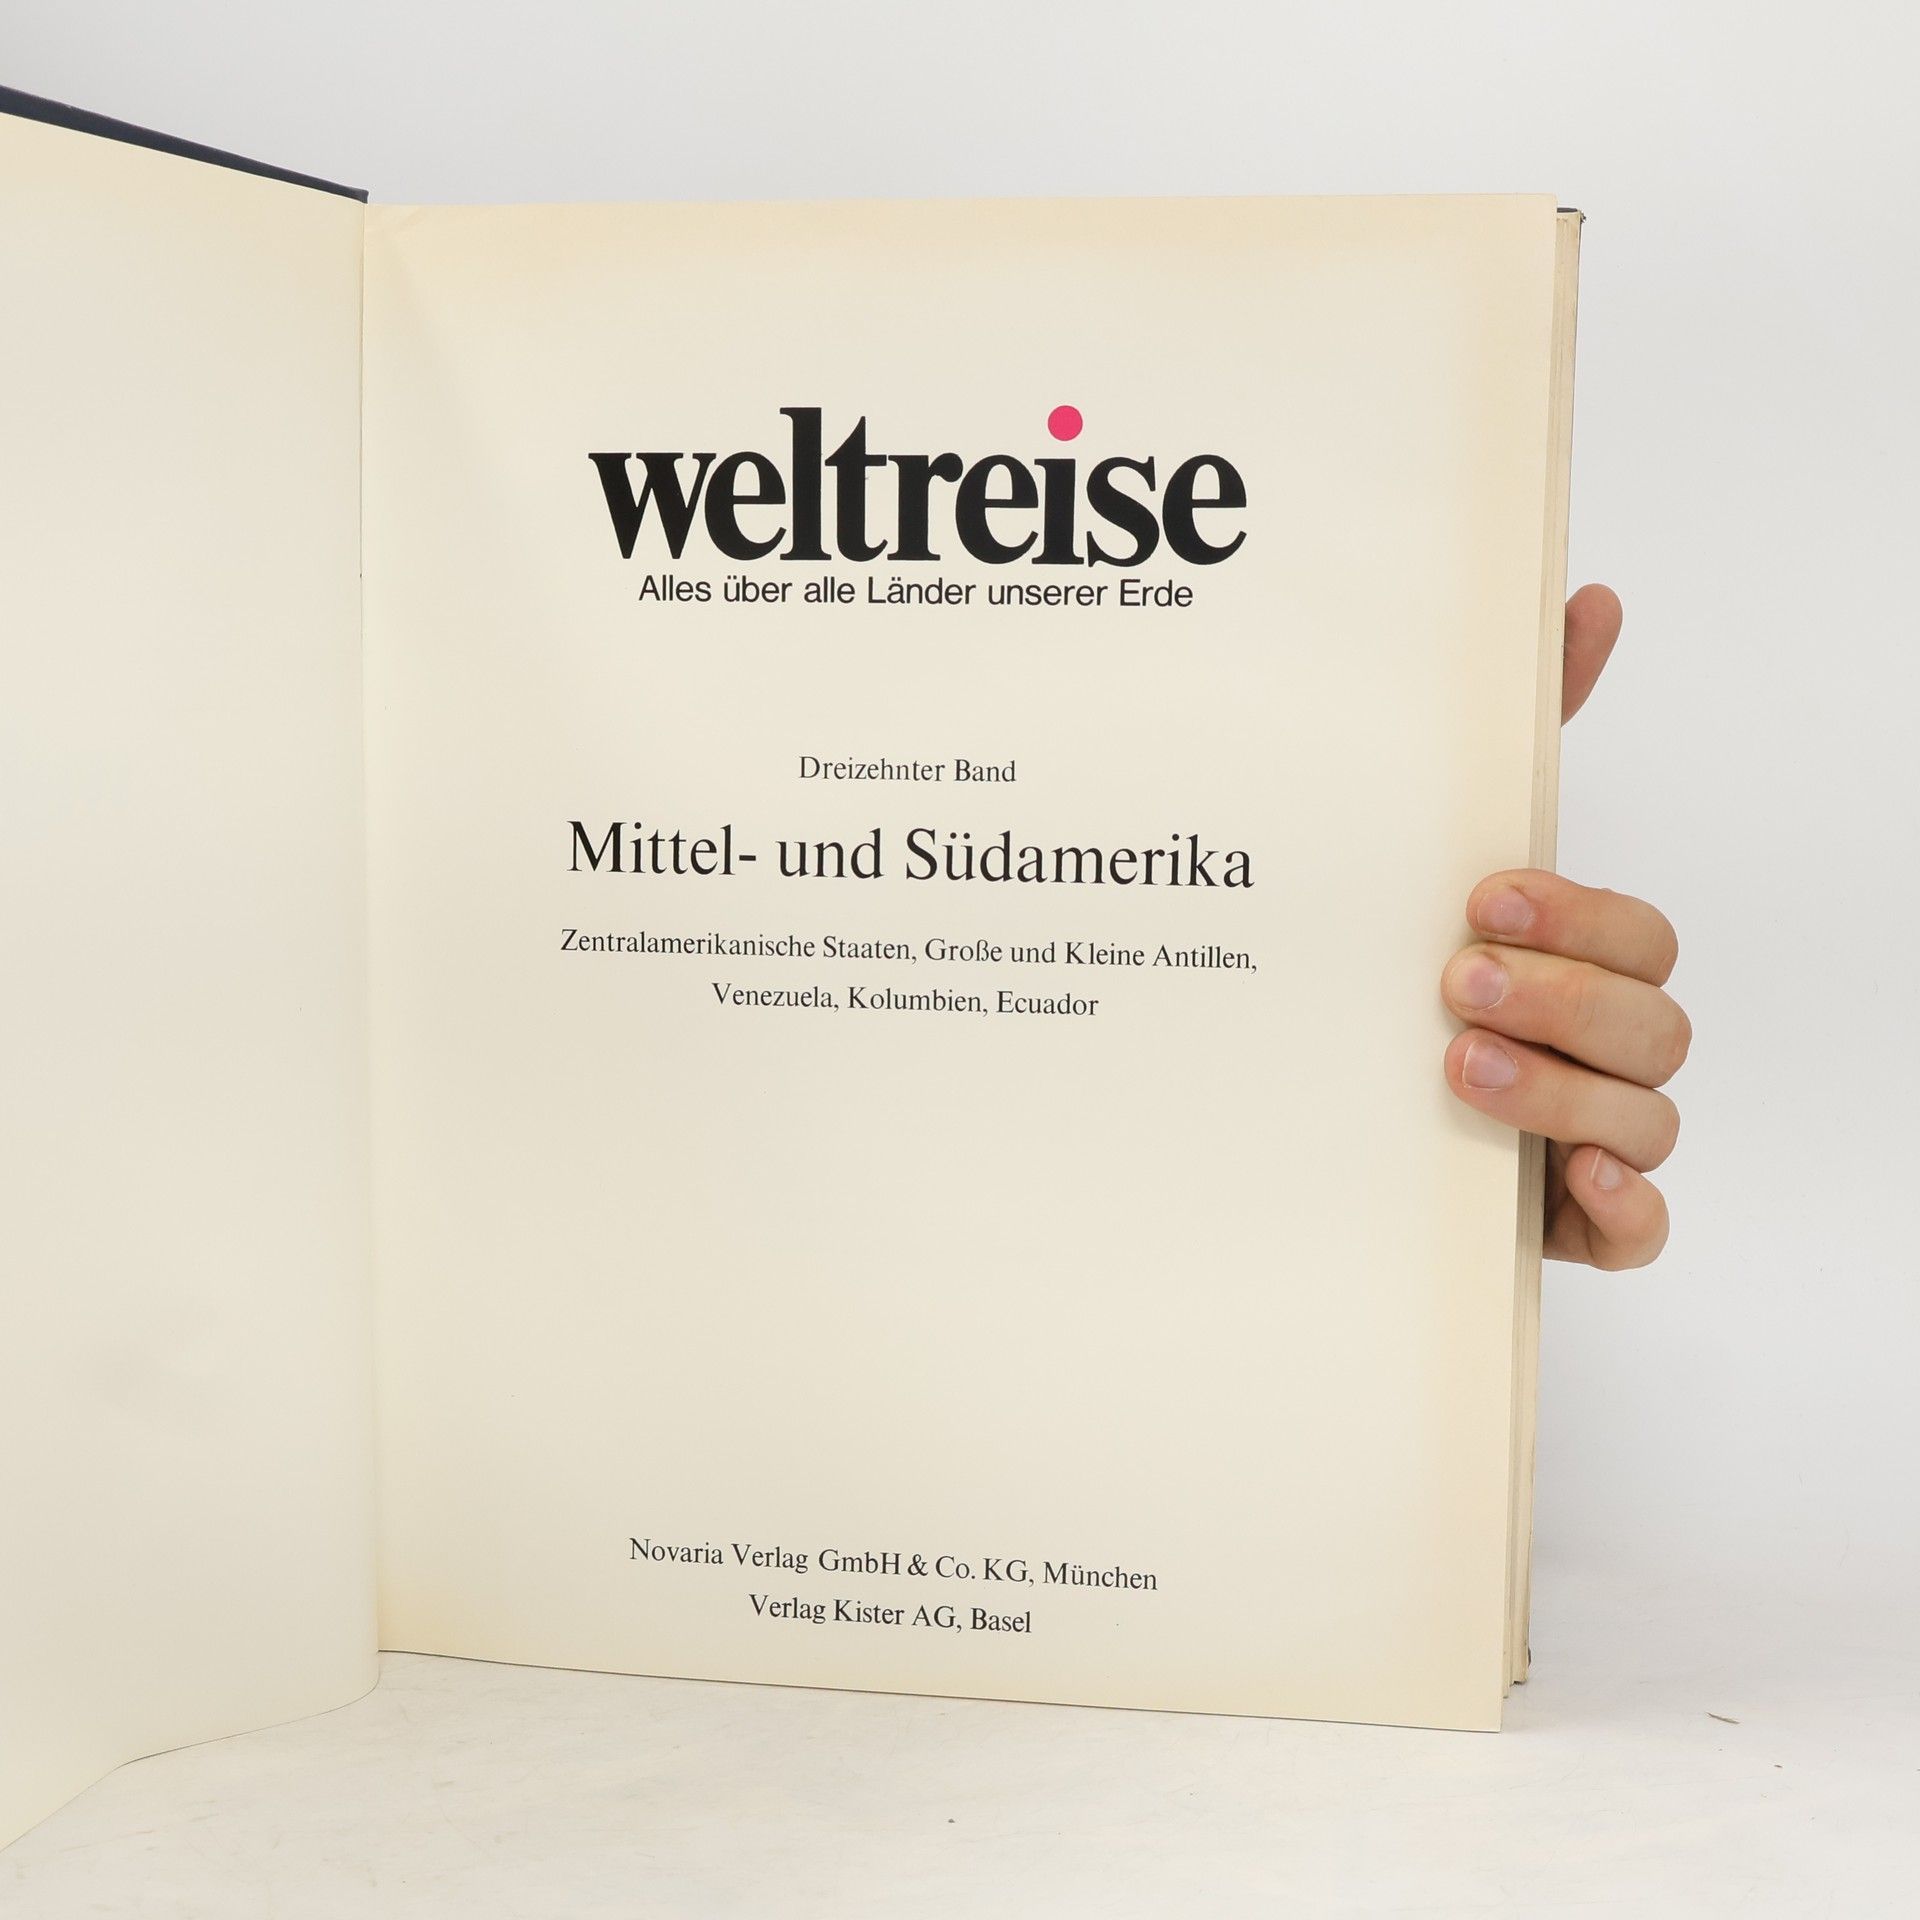 weltreise
Alles über alle Länder unserer Erde
Dreizehnter Band
Mittel- und Südamerika
Zentralamerikanische Staaten, Große und Kleine Antillen,
Venezuela, Kolumbien, Ecuador
Novaria Verlag GmbH & Co. KG, München
Verlag Kister AG, Basel